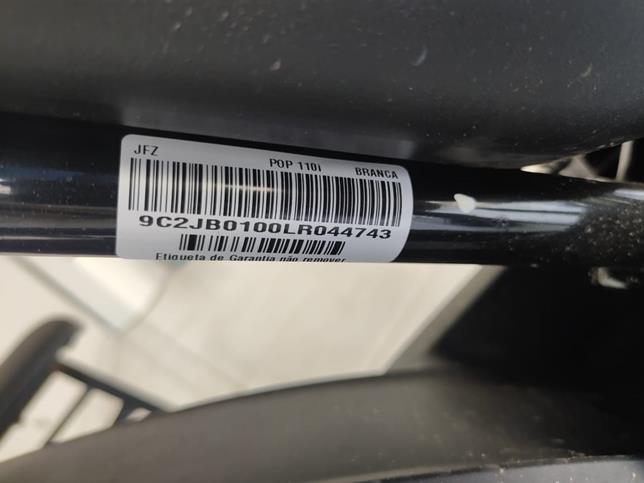 JFZ POP 110i BRANCA
9C2JB0100LR044743
Etiqueta de Garantia não remover